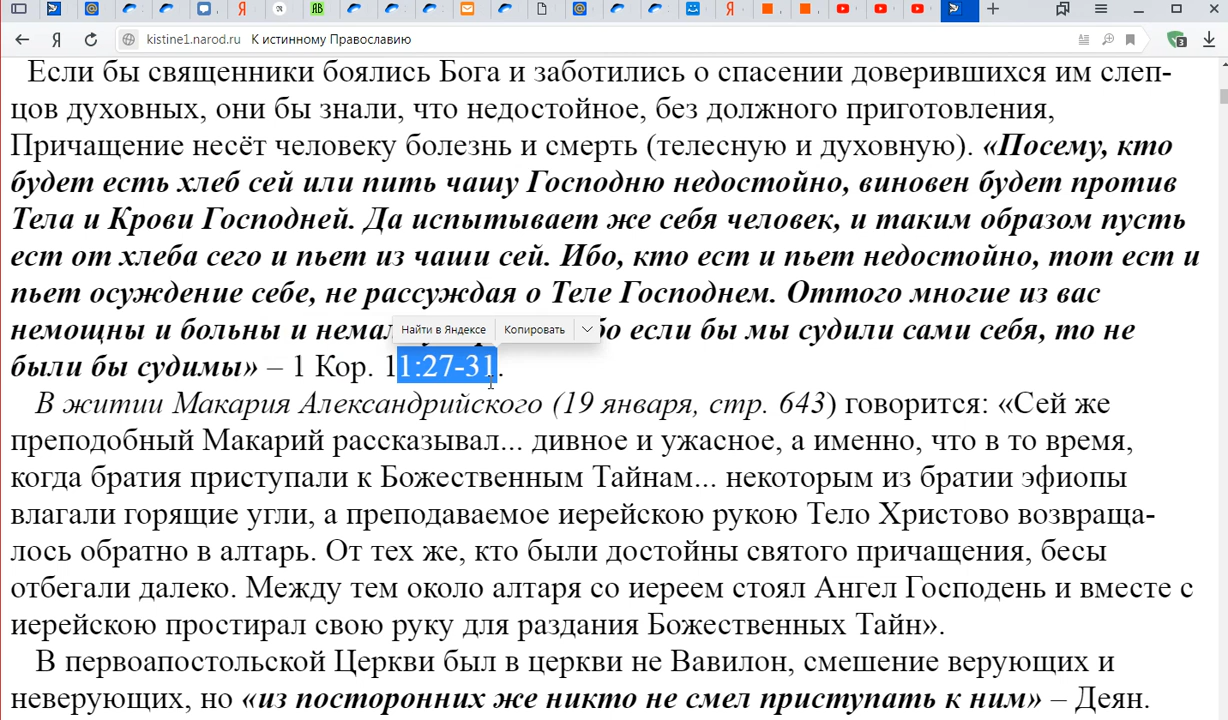 kistine1.narod.ru К истинному Православию
3
Если бы священники боялись Бога и заботились о спасении доверившихся им слеп-
цов духовных, они бы знали, что недостойное, без должного приготовления,
Причащение несёт человеку болезнь и смерть (телесную и духовную). «Посему, кто
будет есть хлеб сей или пить чашу Господню недостойно, виновен будет против
Тела и Крови Господней. Да испытывает же себя человек, и таким образом пусть
ест от хлеба сего и пьет из чаши сей. Ибо, кто ест и пьет недостойно, тот ест и
пьет осуждение себе, не рассуждая о Теле Господнем. Оттого многие из вас
Найти в Яндексе Копировать
немощны и больны и если бы мы судили сами себя, то не
были бы судимы» – 1 Кор. 11:27-31.
В житии Макария Александрийского (19 января, стр. 643) говорится: «Сей же
преподобный Макарий рассказывал... дивное и ужасное, а именно, что в то время,
когда братия приступали к Божественным Тайнам... некоторым из братии эфиопы
влагали горящие угли, а преподаваемое иерейскою рукою Тело Христово возвраща-
лось обратно в алтарь. От тех же, кто были достойны святого причащения, бесы
отбегали далеко. Между тем около алтаря со иереем стоял Ангел Господень и вместе с
иерейскою простирал свою руку для раздания Божественных Тайн».
В первоапостольской Церкви был в церкви не Вавилон, смешение верующих и
неверующих, но «из посторонних же никто не смел приступать к ним» – Деян.